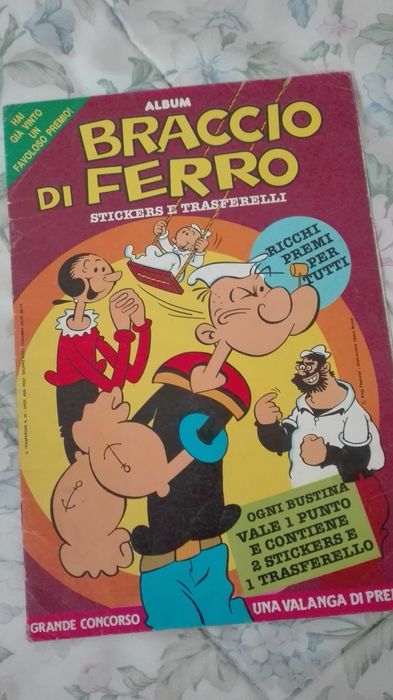 HAI
GIÀ VINTO
UN
FAVOLOSO PREMIO!
ALBUM
BRACCIO
DI FERRO
STICKERS E TRASFERELLI
RICCHI
PREMI
PER
TUTTI
OGNI BUSTINA
VALE 1 PUNTO
E CONTIENE
2 STICKERS E
1 TRASFERELLO
GRANDE CONCORSO
UNA VALANGA DI PRE